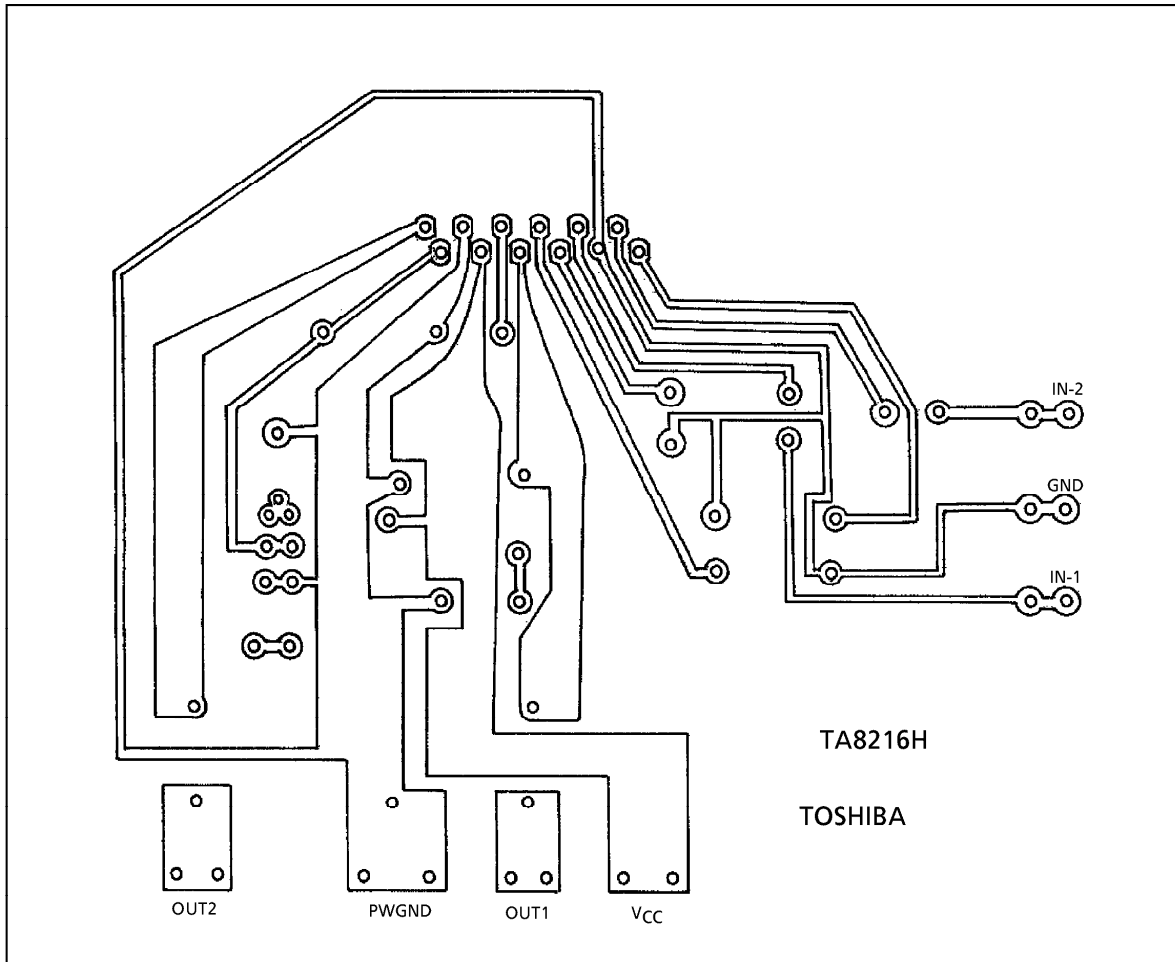 IN-2
GND
IN-1
TA8216H
TOSHIBA
OUT2
PWGND
OUT1
VCC